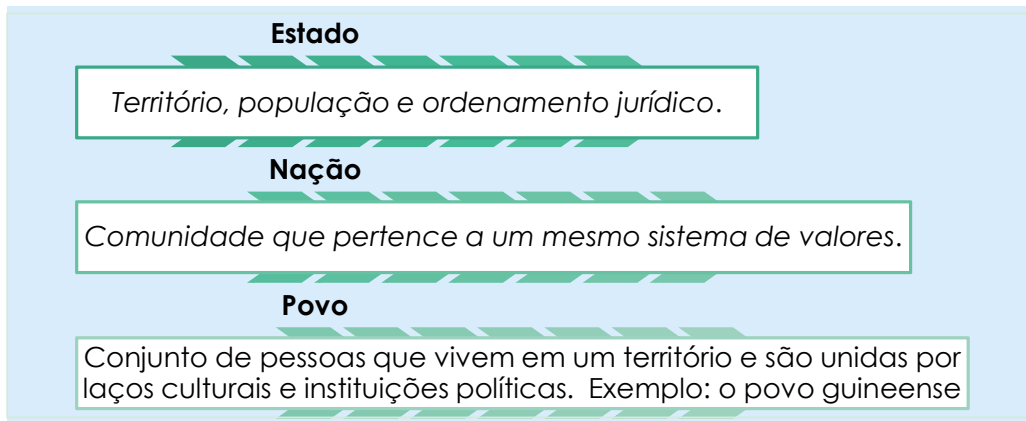 Estado
Território, população e ordenamento jurídico.
Nação
Comunidade que pertence a um mesmo sistema de valores.
Povo
Conjunto de pessoas que vivem em um território e são unidas por
laços culturais e instituições políticas.  Exemplo: o povo guineense